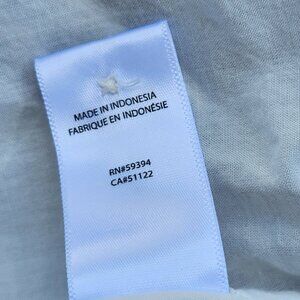 MADE IN INDONESIA
FABRIQUE EN INDONÉSIE
RN#59394
CA#51122